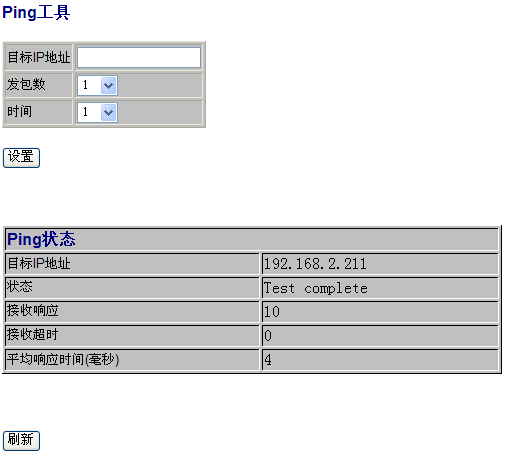 Ping工具
目标IP地址
发包数 1
时间 1
设置
Ping状态
目标IP地址 192.168.2.211
状态 Test complete
接收响应 10
接收超时 0
平均响应时间(毫秒) 4
刷新